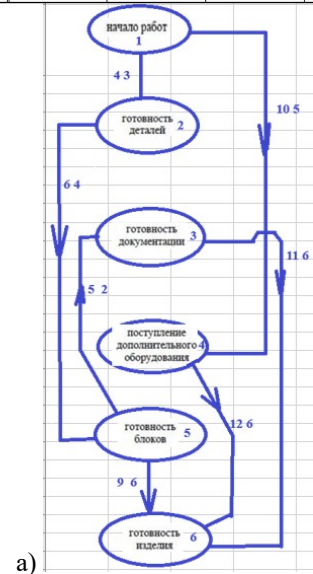 начало работ
1
4 3
10 5
готовность
деталей 2
6 4
готовность
документации 3
11 6
5 2
поступление
дополнительного 4
оборудования
12 6
готовность
блоков 5
9 6
готовность
изделия 6
а)